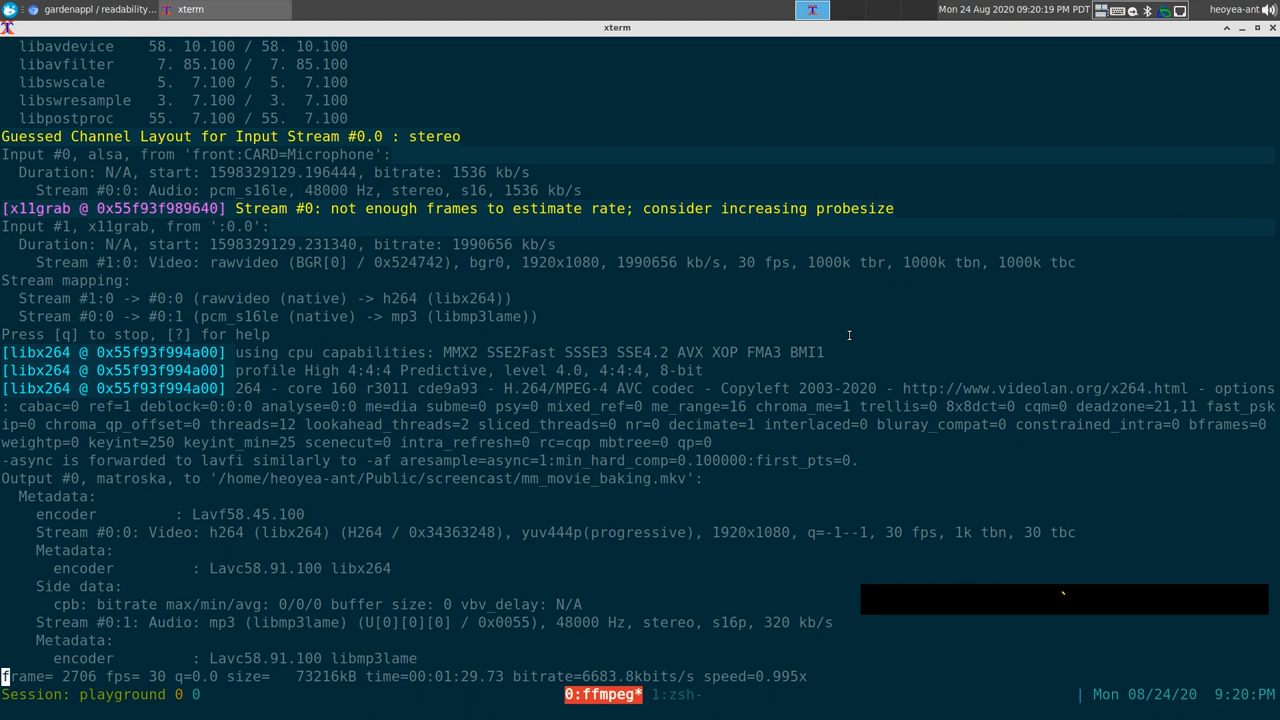 gardenappl / readability...
xterm
Mon 24 Aug 2020 09:20:19 PM PDT
heoyea-ant
xterm
libavdevice    58. 10.100 / 58. 10.100
libavfilter     7. 85.100 /  7. 85.100
libswscale      5.  7.100 /  5.  7.100
libswresample   3.  7.100 /  3.  7.100
libpostproc    55.  7.100 / 55.  7.100
Guessed Channel Layout for Input Stream #0.0 : stereo
Input #0, alsa, from 'front:CARD=Microphone':
Duration: N/A, start: 1598329129.196444, bitrate: 1536 kb/s
Stream #0:0: Audio: pcm_s16le, 48000 Hz, stereo, s16, 1536 kb/s
[x11grab @ 0x55f93f989640] Stream #0: not enough frames to estimate rate; consider increasing probesize
Input #1, x11grab, from ':0.0':
Duration: N/A, start: 1598329129.231340, bitrate: 1990656 kb/s
Stream #1:0: Video: rawvideo (BGR[0] / 0x524742), bgr0, 1920x1080, 1990656 kb/s, 30 fps, 1000k tbr, 1000k tbn, 1000k tbc
Stream mapping:
Stream #1:0 -> #0:0 (rawvideo (native) -> h264 (libx264))
Stream #0:0 -> #0:1 (pcm_s16le (native) -> mp3 (libmp3lame))
Press [q] to stop, [?] for help
[libx264 @ 0x55f93f994a00] using cpu capabilities: MMX2 SSE2Fast SSSE3 SSE4.2 AVX XOP FMA3 BMI1
[libx264 @ 0x55f93f994a00] profile High 4:4:4 Predictive, level 4.0, 4:4:4, 8-bit
[libx264 @ 0x55f93f994a00] 264 - core 160 r3011 cde9a93 - H.264/MPEG-4 AVC codec - Copyleft 2003-2020 - http://www.videolan.org/x264.html - options
: cabac=0 ref=1 deblock=0:0:0 analyse=0:0 me=dia subme=0 psy=0 mixed_ref=0 me_range=16 chroma_me=1 trellis=0 8x8dct=0 cqm=0 deadzone=21,11 fast_psk
ip=0 chroma_qp_offset=0 threads=12 lookahead_threads=2 sliced_threads=0 nr=0 decimate=1 interlaced=0 bluray_compat=0 constrained_intra=0 bframes=0
weightp=0 keyint=250 keyint_min=25 scenecut=0 intra_refresh=0 rc=cqp mbtree=0 qp=0
-async is forwarded to lavfi similarly to -af aresample=async=1:min_hard_comp=0.100000:first_pts=0.
Output #0, matroska, to '/home/heoyea-ant/Public/screencast/mm_movie_baking.mkv':
Metadata:
encoder         : Lavf58.45.100
Stream #0:0: Video: h264 (libx264) (H264 / 0x34363248), yuv444p(progressive), 1920x1080, q=-1--1, 30 fps, 1k tbn, 30 tbc
Metadata:
encoder         : Lavc58.91.100 libx264
Side data:
cpb: bitrate max/min/avg: 0/0/0 buffer size: 0 vbv_delay: N/A
`
Stream #0:1: Audio: mp3 (libmp3lame) (U[0][0][0] / 0x0055), 48000 Hz, stereo, s16p, 320 kb/s
Metadata:
encoder         : Lavc58.91.100 libmp3lame
frame= 2706 fps= 30 q=0.0 size=   73216kB time=00:01:29.73 bitrate=6683.8kbits/s speed=0.995x
Session: playground 0 0
0:ffmpeg* 1:zsh-
| Mon 08/24/20  9:20PM